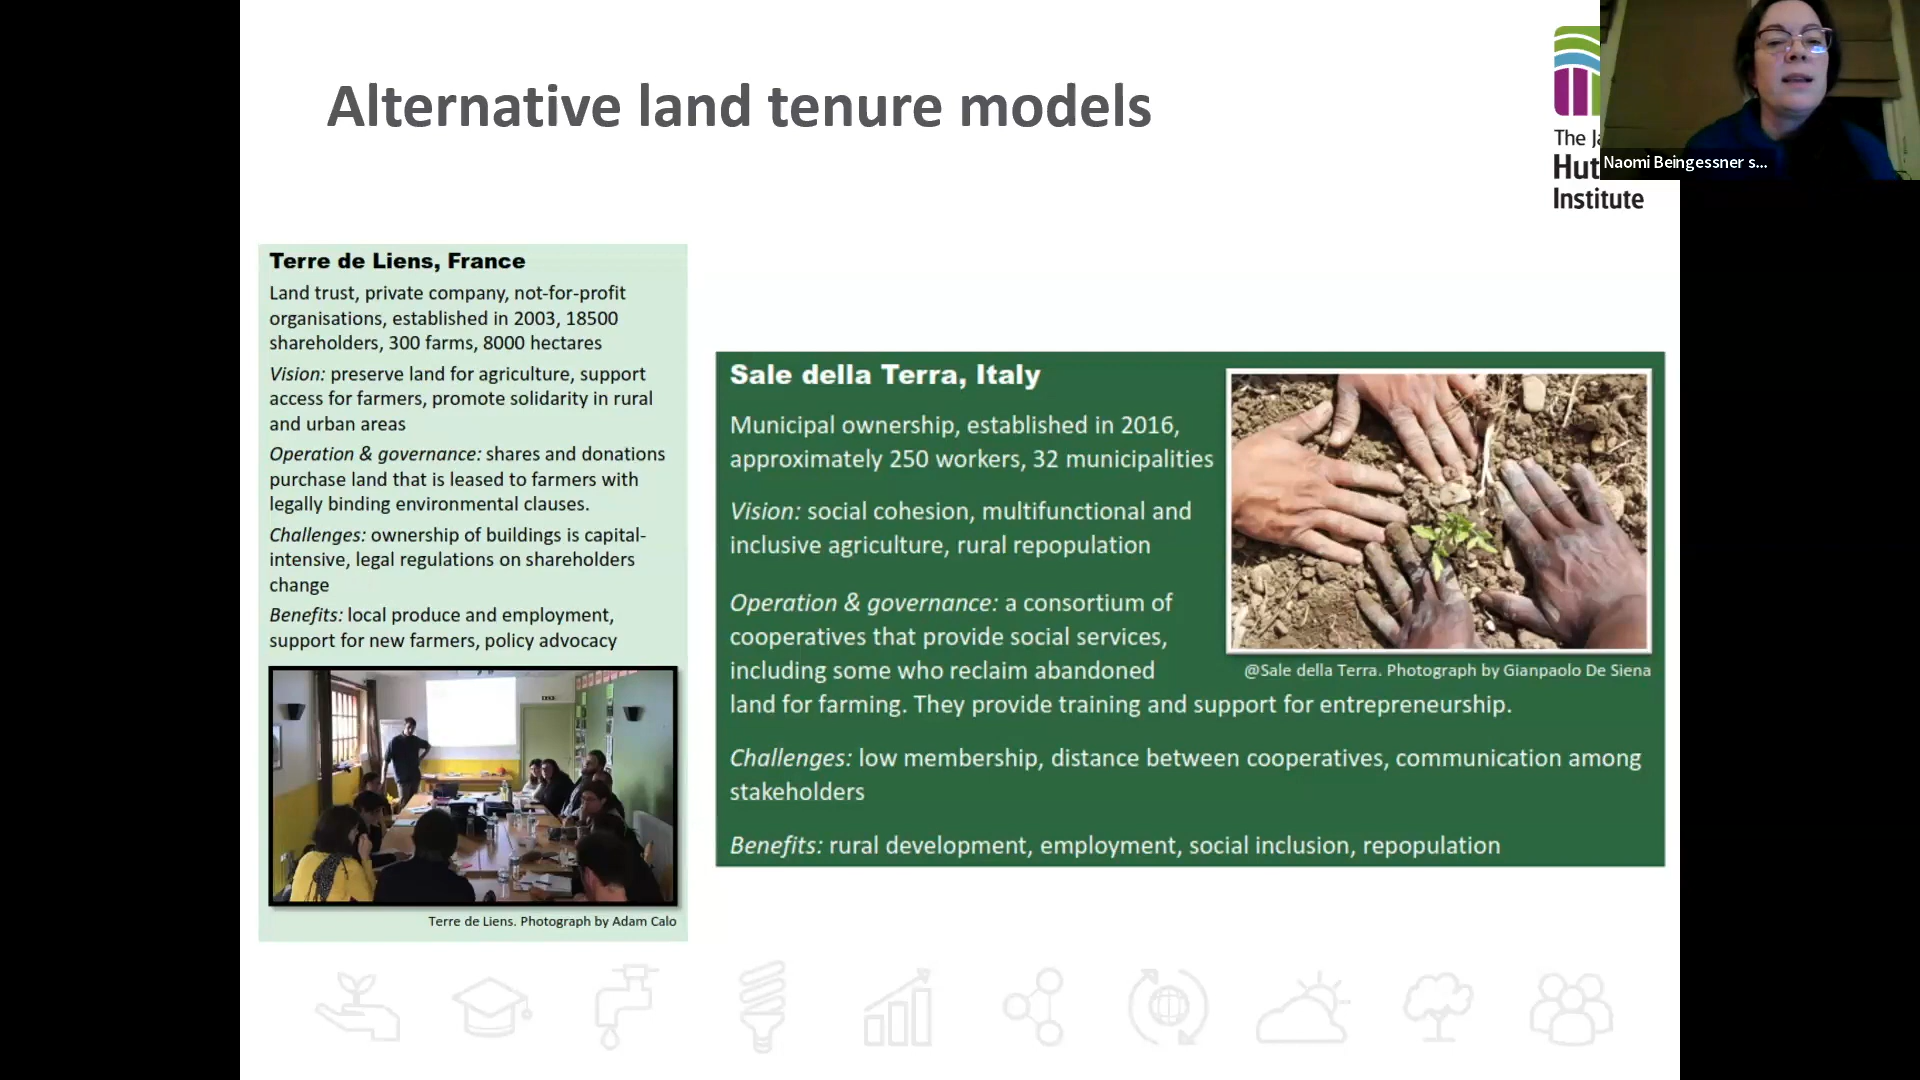 Alternative land tenure models
The Ja
Hut
Institute
Naomi Beingessner s...
Terre de Liens, France
Land trust, private company, not-for-profit
organisations, established in 2003, 18500
shareholders, 300 farms, 8000 hectares
Vision: preserve land for agriculture, support
access for farmers, promote solidarity in rural
and urban areas
Operation & governance: shares and donations
purchase land that is leased to farmers with
legally binding environmental clauses.
Challenges: ownership of buildings is capital-
intensive, legal regulations on shareholders
change
Benefits: local produce and employment,
support for new farmers, policy advocacy
Terre de Liens. Photograph by Adam Calo
Sale della Terra, Italy
Municipal ownership, established in 2016,
approximately 250 workers, 32 municipalities
Vision: social cohesion, multifunctional and
inclusive agriculture, rural repopulation
Operation & governance: a consortium of
cooperatives that provide social services,
including some who reclaim abandoned
land for farming. They provide training and support for entrepreneurship.
@Sale della Terra. Photograph by Gianpaolo De Siena
Challenges: low membership, distance between cooperatives, communication among
stakeholders
Benefits: rural development, employment, social inclusion, repopulation